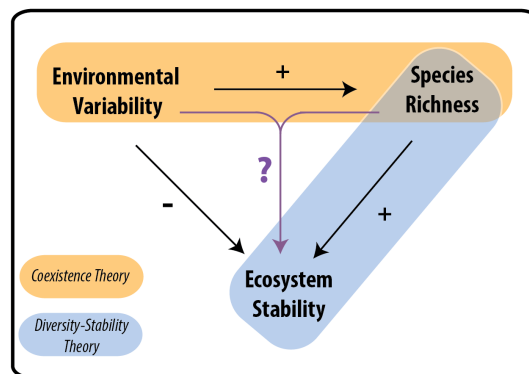 Environmental
Variability
+
Species
Richness
?
-
+
Ecosystem
Stability
Coexistence Theory
Diversity-Stability
Theory